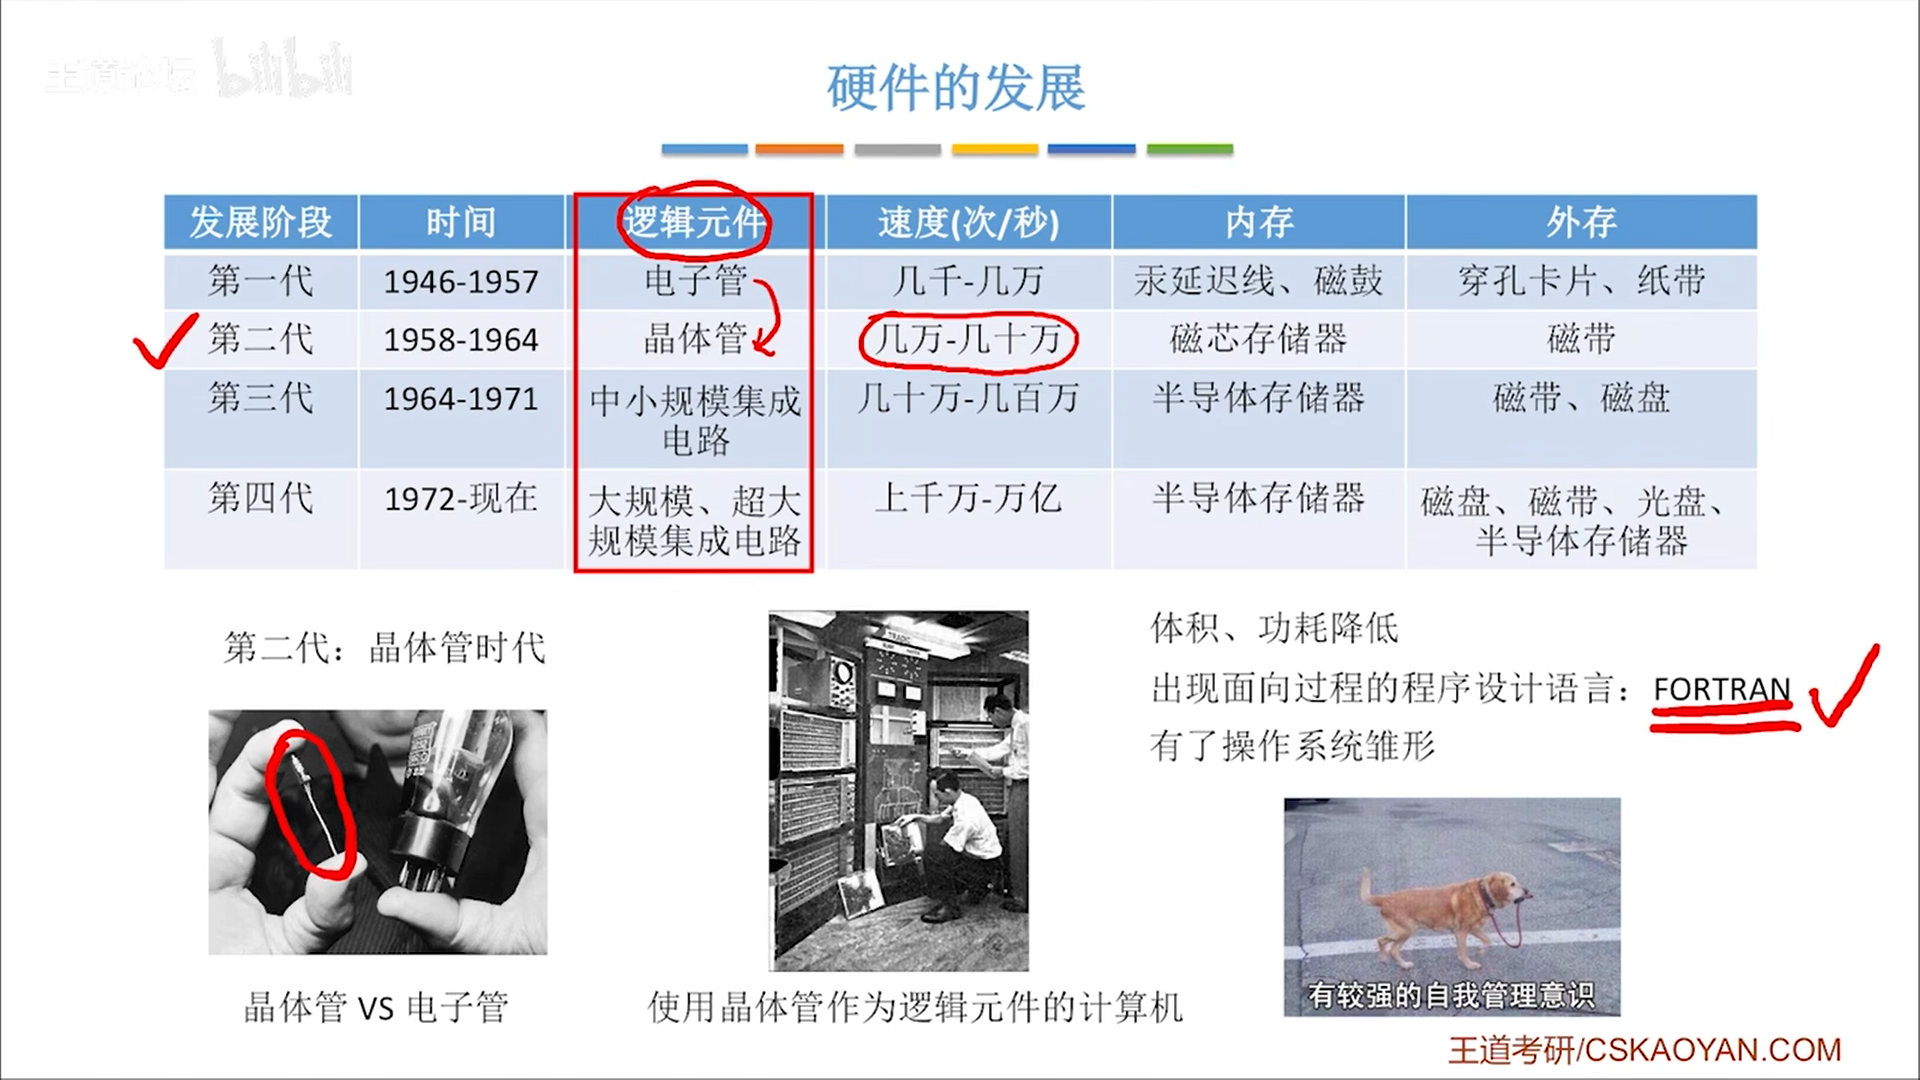 王道论坛 bilibili
硬件的发展
发展阶段 时间 逻辑元件 速度(次/秒) 内存 外存
第一代 1946-1957 电子管 几千-几万 汞延迟线、磁鼓 穿孔卡片、纸带
第二代 1958-1964 晶体管 几万-几十万 磁芯存储器 磁带
第三代 1964-1971 中小规模集成 几十万-几百万 半导体存储器 磁带、磁盘
电路
第四代 1972-现在 大规模、超大 上千万-万亿 半导体存储器 磁盘、磁带、光盘、
规模集成电路 半导体存储器
第二代：晶体管时代
晶体管 VS 电子管
TRADIC
使用晶体管作为逻辑元件的计算机
体积、功耗降低
出现面向过程的程序设计语言：FORTRAN
有了操作系统雏形
有较强的自我管理意识
王道考研/CSKAOYAN.COM